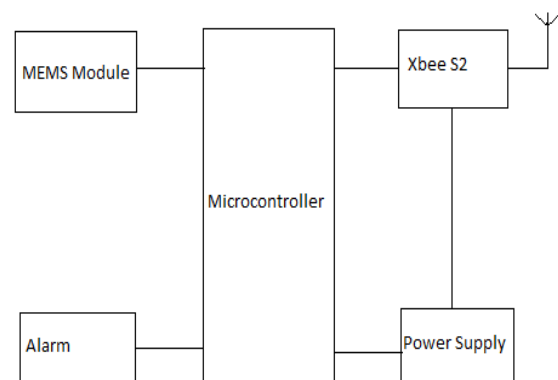 MEMS Module
Xbee S2
Microcontroller
Alarm
Power Supply